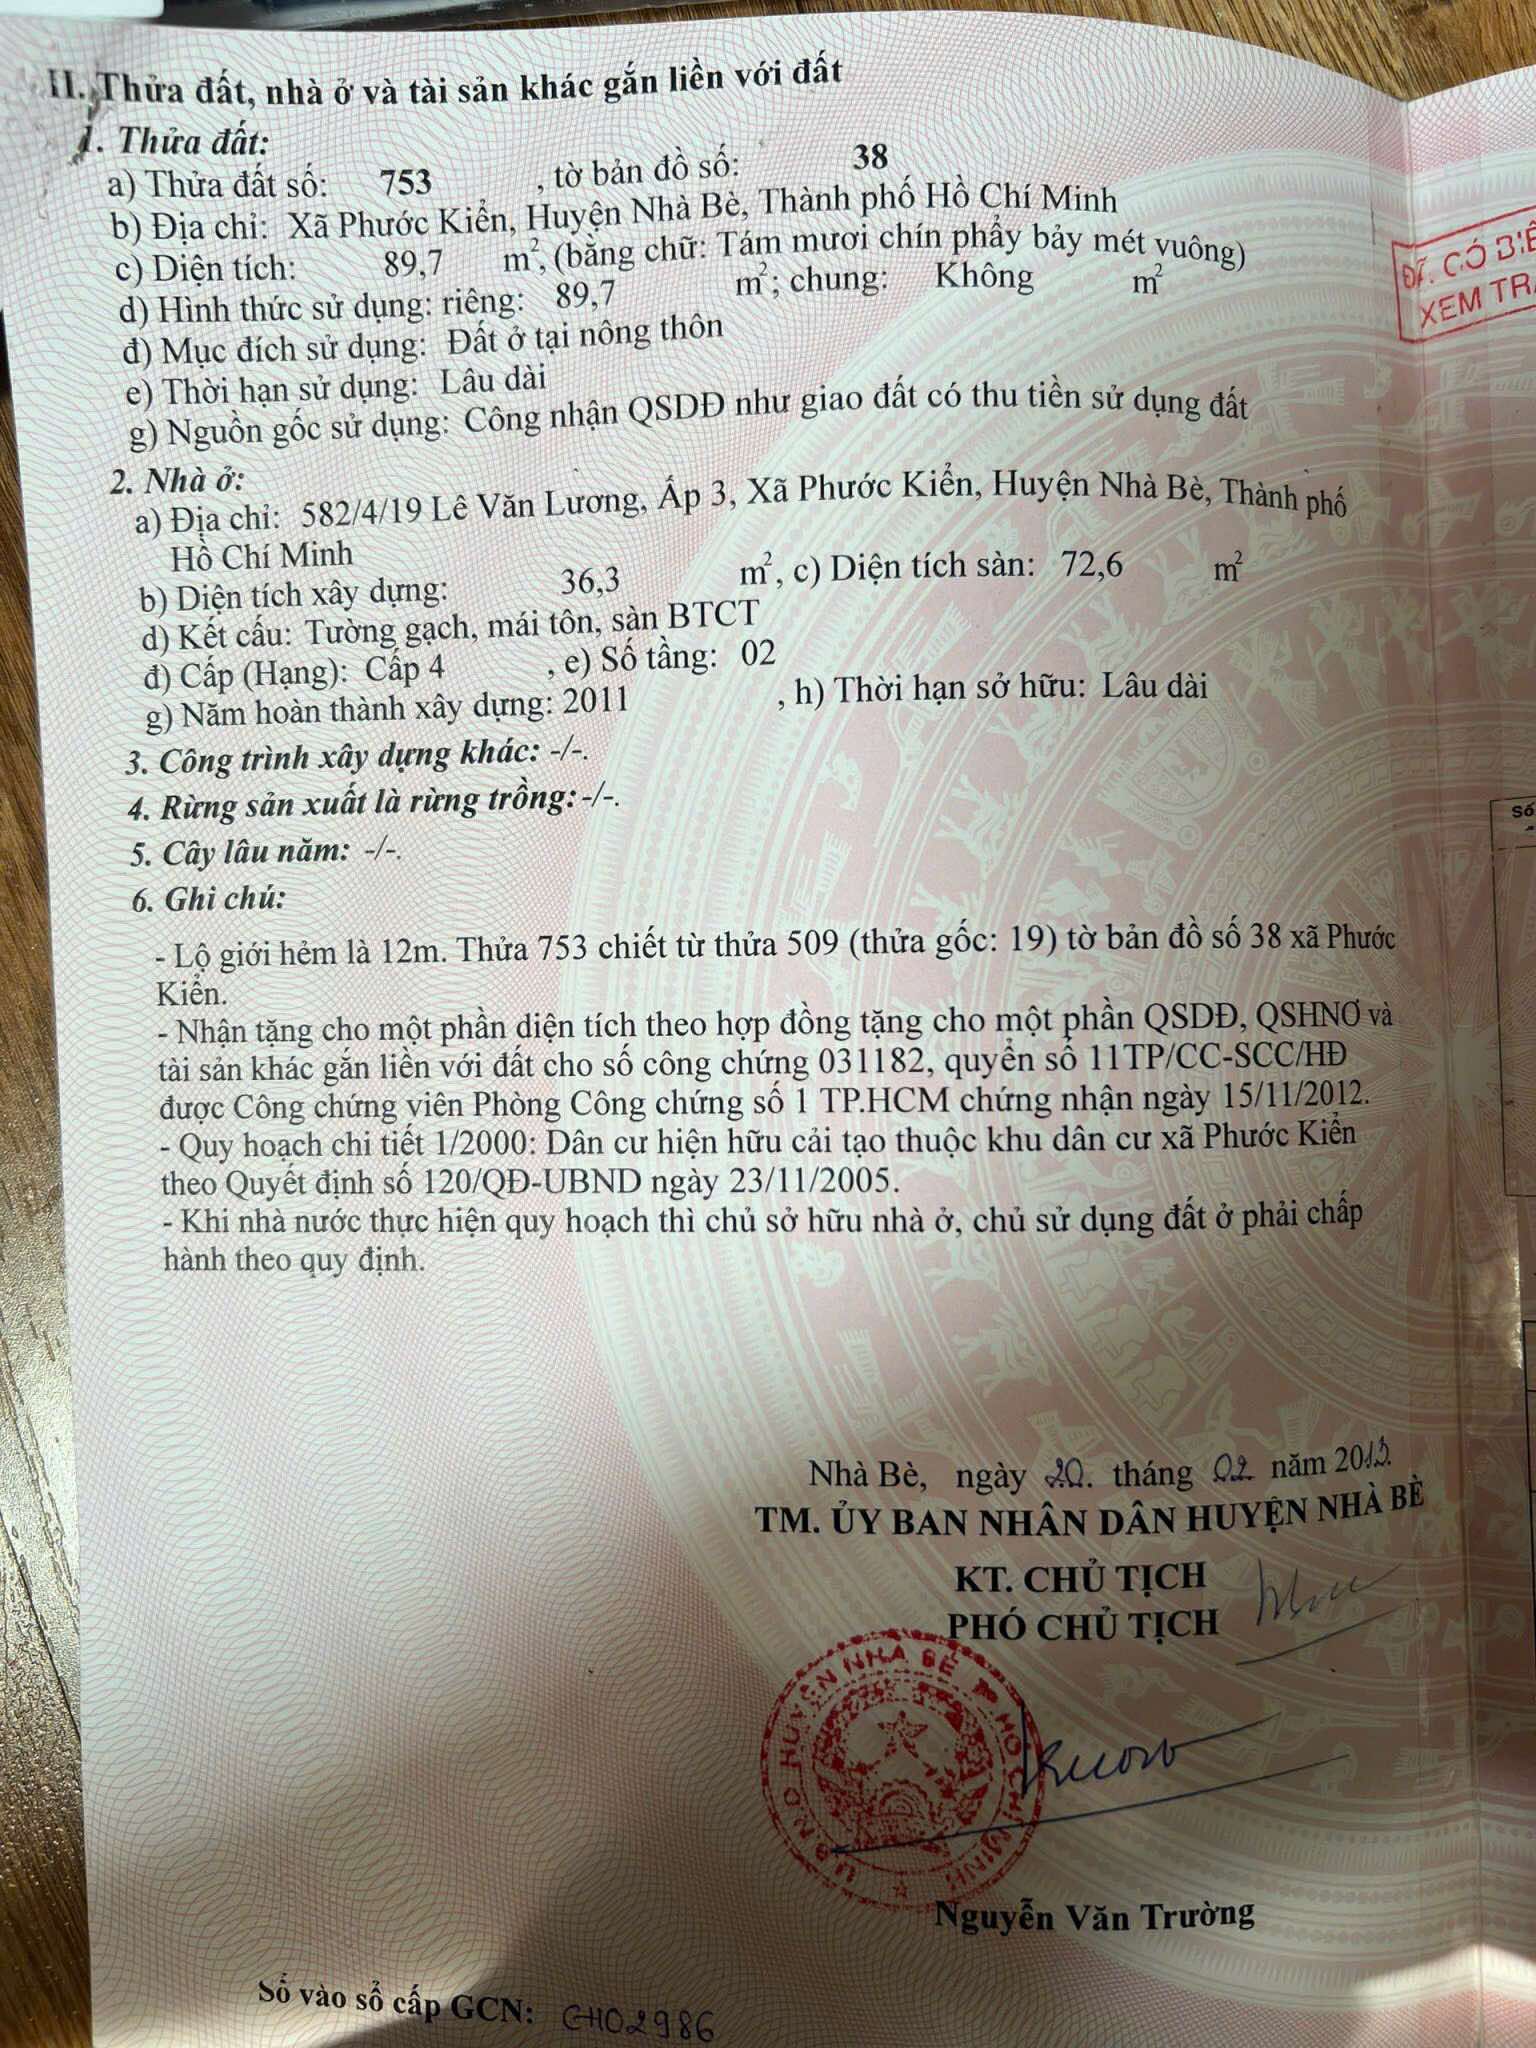 II. Thửa đất, nhà ở và tài sản khác gắn liền với đất
1. Thửa đất:
a) Thửa đất số: 753 , tờ bản đồ số: 38
b) Địa chỉ: Xã Phước Kiển, Huyện Nhà Bè, Thành phố Hồ Chí Minh
c) Diện tích: 89,7 m², (bằng chữ: Tám mươi chín phẩy bảy mét vuông)
d) Hình thức sử dụng: riêng: 89,7 m²; chung: Không m²
đ) Mục đích sử dụng: Đất ở tại nông thôn
e) Thời hạn sử dụng: Lâu dài
g) Nguồn gốc sử dụng: Công nhận QSDĐ như giao đất có thu tiền sử dụng đất
2. Nhà ở:
a) Địa chỉ: 582/4/19 Lê Văn Lương, Ấp 3, Xã Phước Kiển, Huyện Nhà Bè, Thành phố
Hồ Chí Minh
b) Diện tích xây dựng: 36,3 m², c) Diện tích sàn: 72,6 m²
d) Kết cấu: Tường gạch, mái tôn, sàn BTCT
đ) Cấp (Hạng): Cấp 4 , e) Số tầng: 02
g) Năm hoàn thành xây dựng: 2011 , h) Thời hạn sở hữu: Lâu dài
3. Công trình xây dựng khác: -/-.
4. Rừng sản xuất là rừng trồng: -/-.
5. Cây lâu năm: -/-.
6. Ghi chú:
- Lộ giới hẻm là 12m. Thửa 753 chiết từ thửa 509 (thửa gốc: 19) tờ bản đồ số 38 xã Phước
Kiển.
- Nhận tặng cho một phần diện tích theo hợp đồng tặng cho một phần QSDĐ, QSHNƠ và
tài sản khác gắn liền với đất cho số công chứng 031182, quyển số 11TP/CC-SCC/HĐ
được Công chứng viên Phòng Công chứng số 1 TP.HCM chứng nhận ngày 15/11/2012.
- Quy hoạch chi tiết 1/2000: Dân cư hiện hữu cải tạo thuộc khu dân cư xã Phước Kiển
theo Quyết định số 120/QĐ-UBND ngày 23/11/2005.
- Khi nhà nước thực hiện quy hoạch thì chủ sở hữu nhà ở, chủ sử dụng đất ở phải chấp
hành theo quy định.
Nhà Bè, ngày 20. tháng 02 năm 2013.
TM. ỦY BAN NHÂN DÂN HUYỆN NHÀ BÈ
KT. CHỦ TỊCH
PHÓ CHỦ TỊCH
HUYỆN NHÀ BÈ TP HỒ CHÍ MINH
Nguyễn Văn Trường
Số vào sổ cấp GCN: CH02986
CÓ
XEM
Số